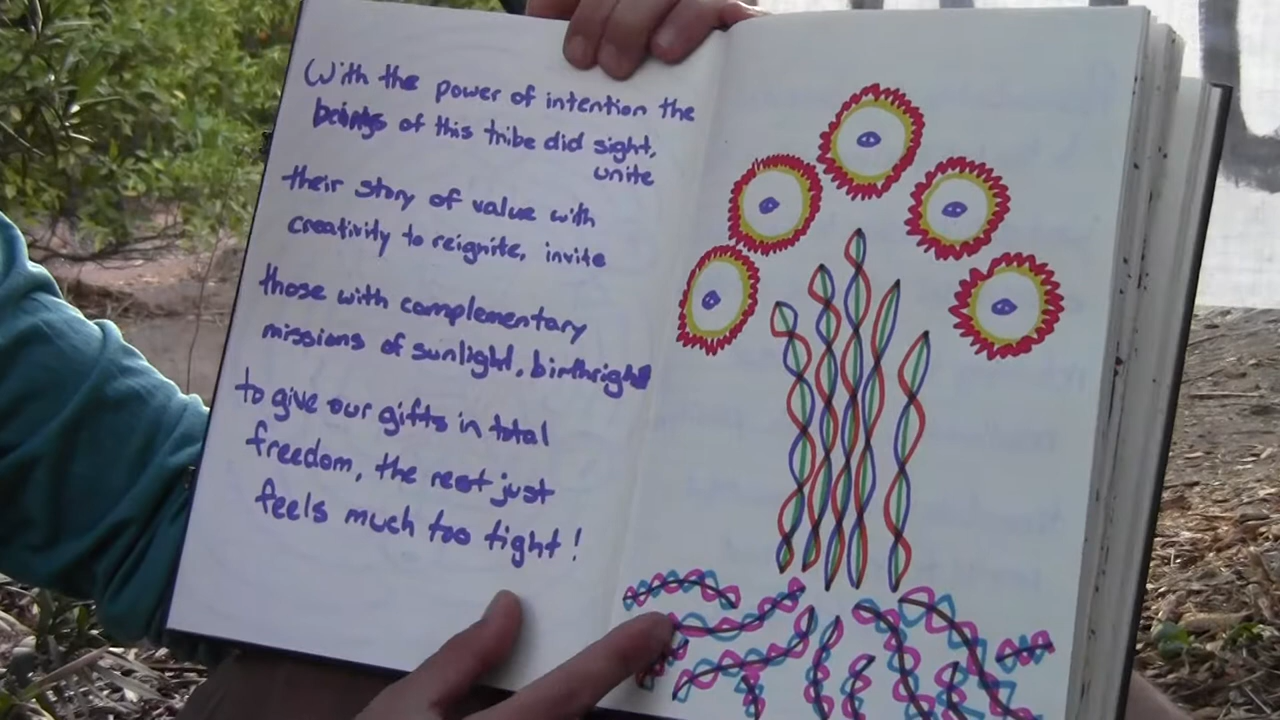 With the power of intention the
beings of this tribe did sight,
unite
their story of value with
creativity to reignite, invite
those with complementary
missions of sunlight, birthright
to give our gifts in total
freedom, the rest just
feels much too tight!